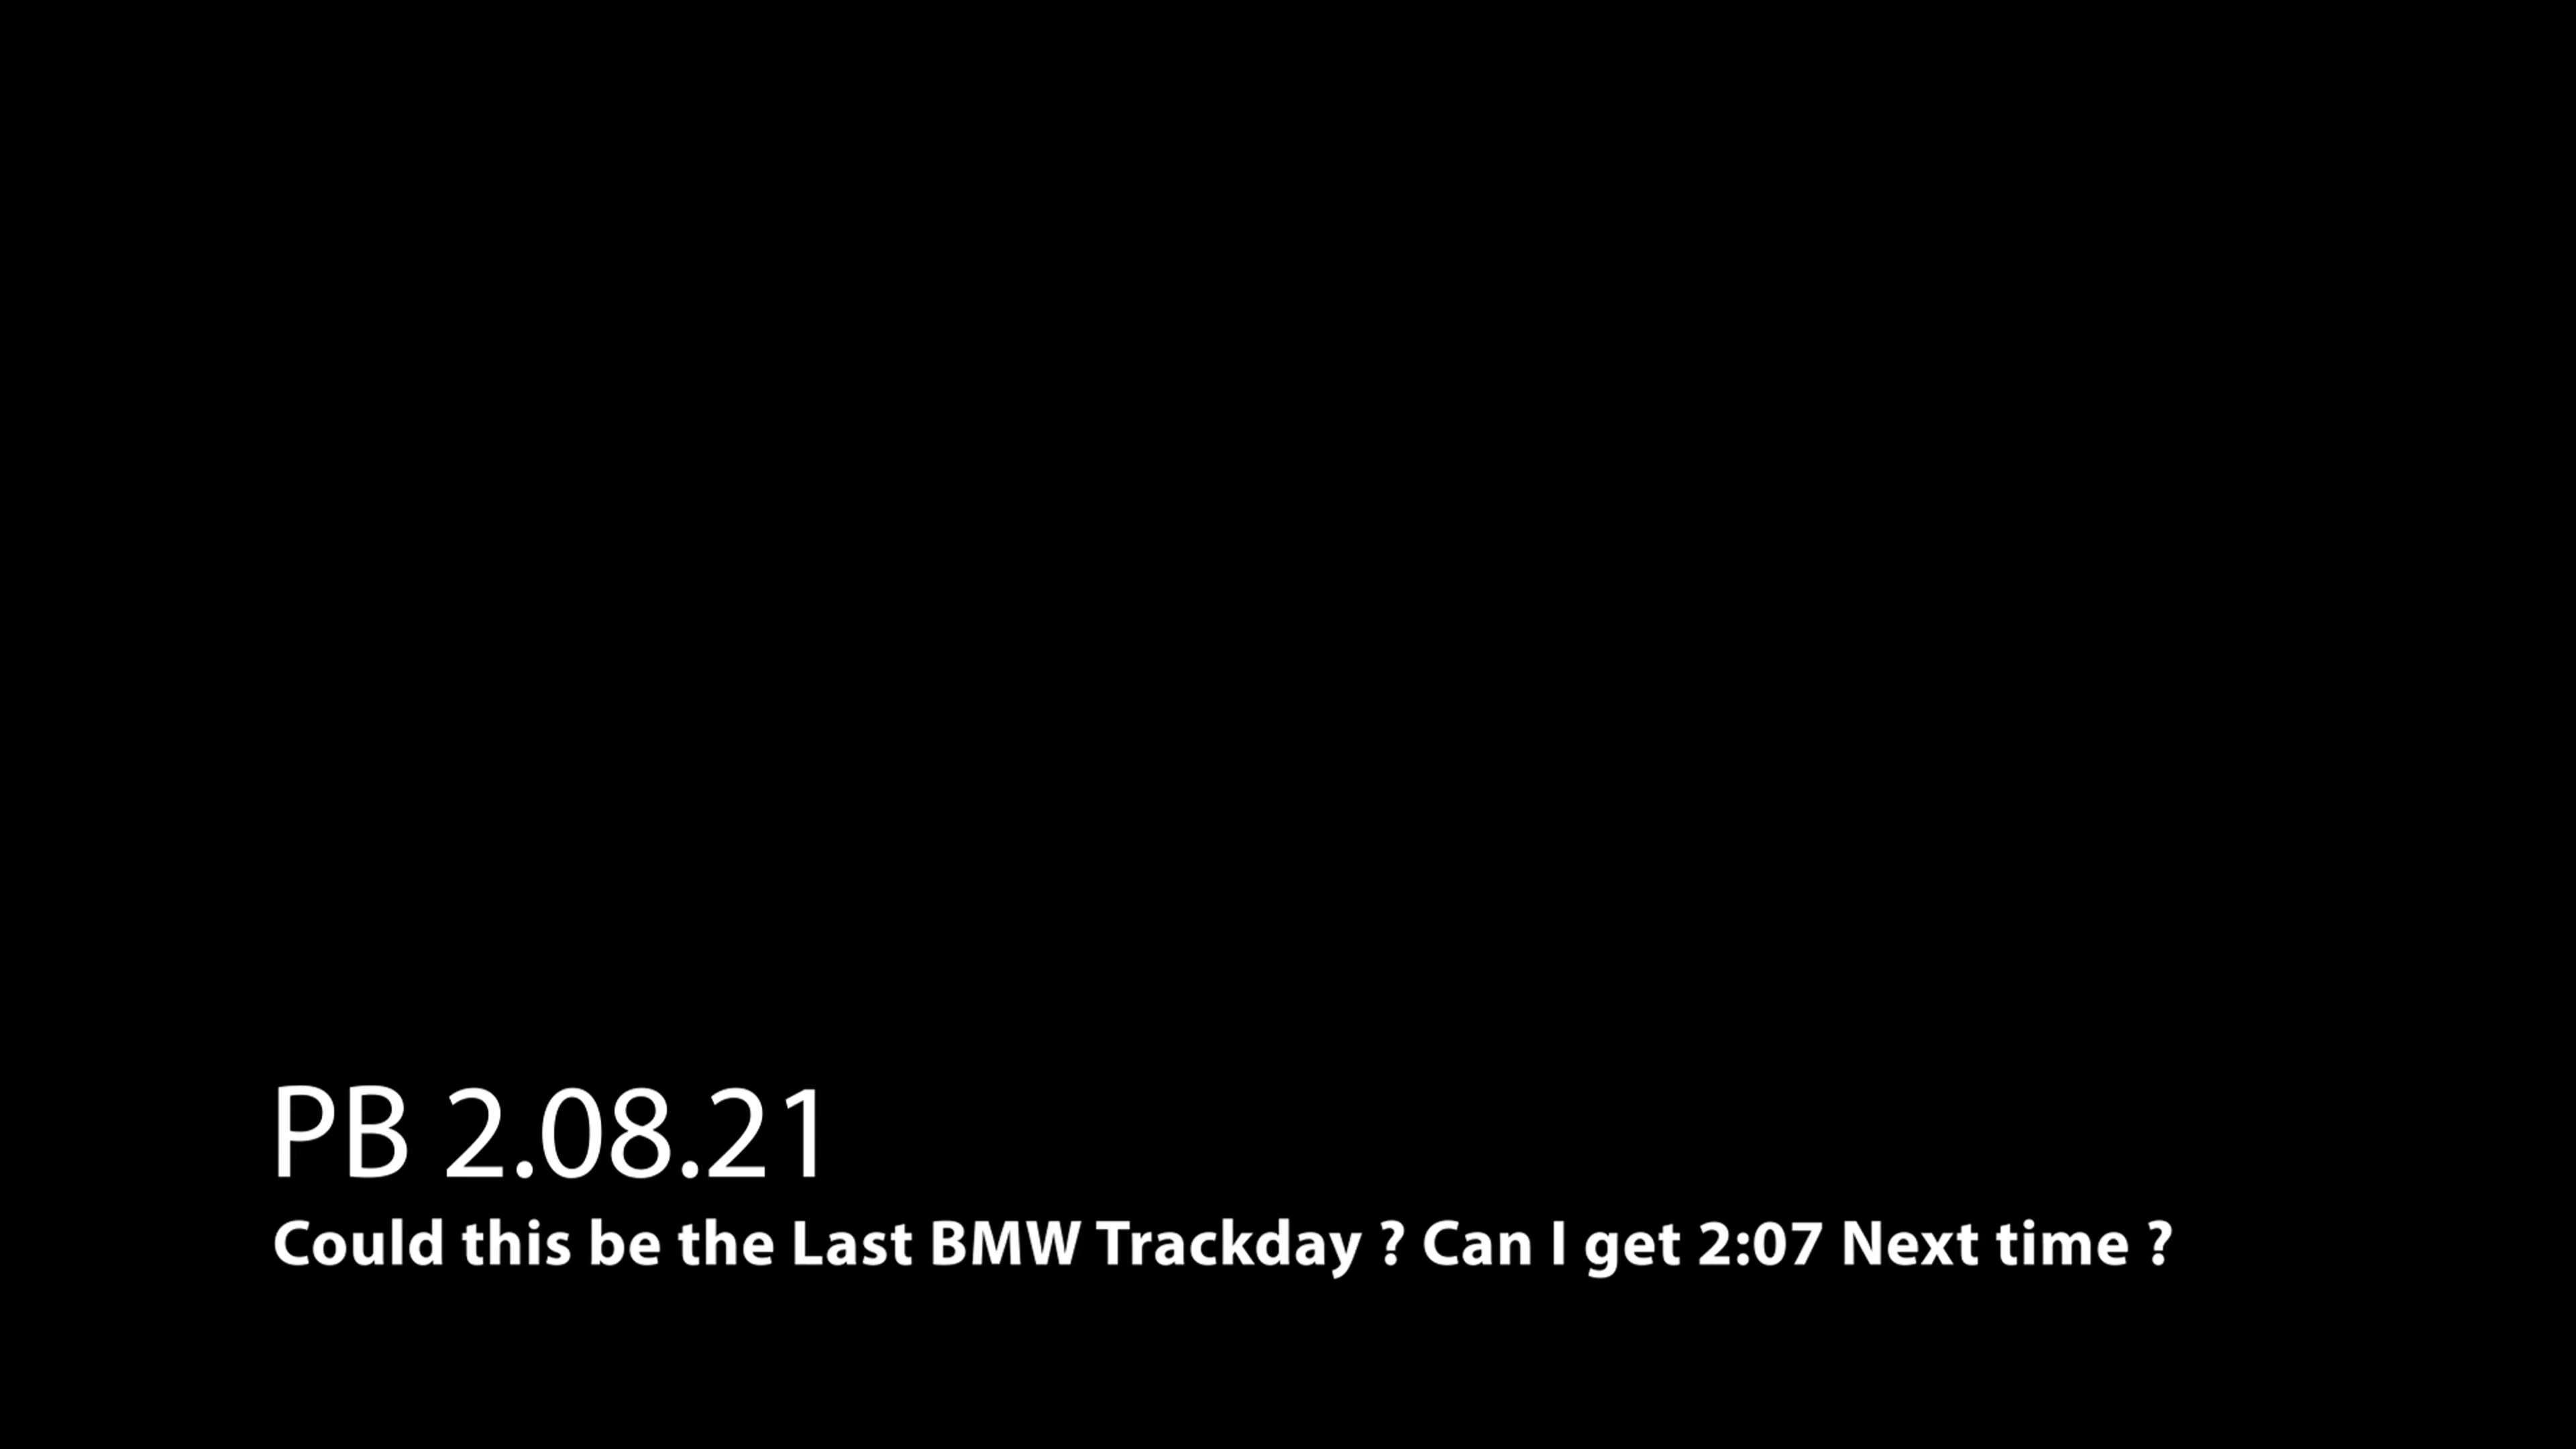 PB 2.08.21
Could this be the Last BMW Trackday ? Can I get 2:07 Next time ?